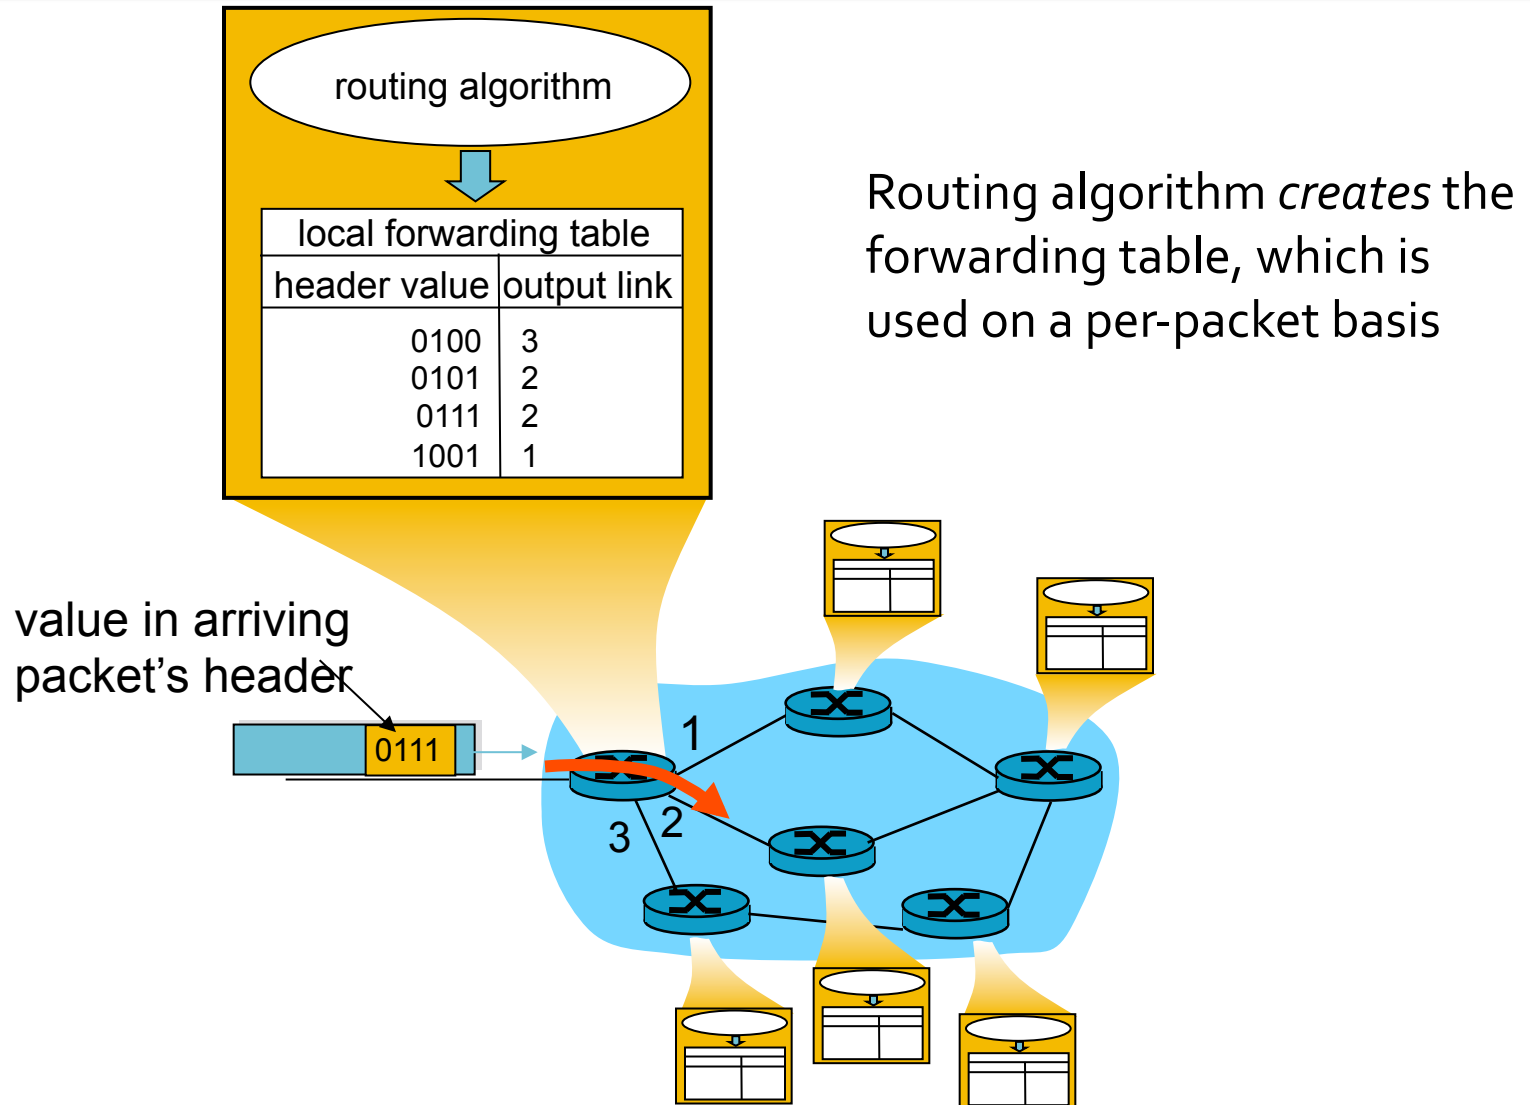 routing algorithm
local forwarding table
header value output link
0100 3
0101 2
0111 2
1001 1
Routing algorithm creates the
forwarding table, which is
used on a per-packet basis
value in arriving
packet’s header
0111
1
2
3